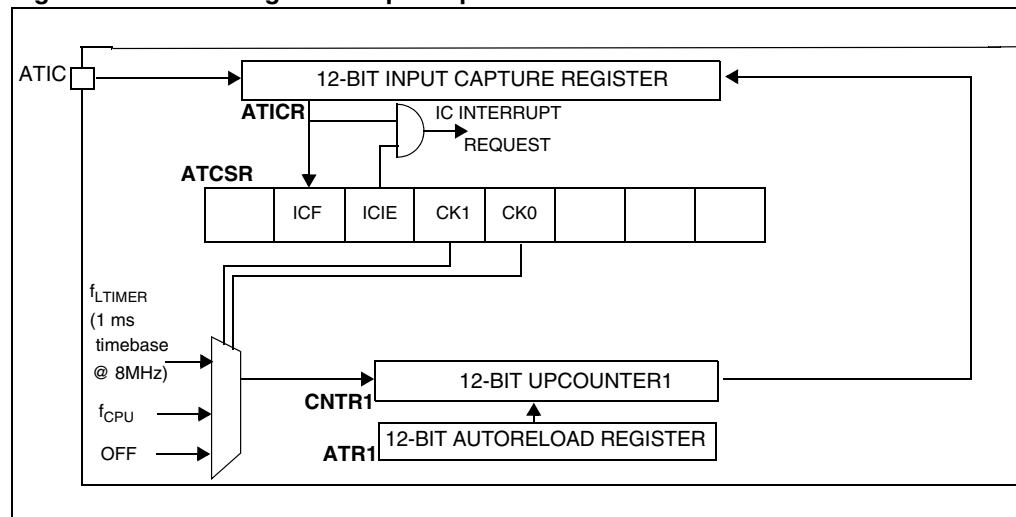 ATIC
12-BIT INPUT CAPTURE REGISTER
ATICR
IC INTERRUPT
REQUEST
ATCSR
ICF
ICIE
CK1
CK0
fLTIMER
(1 ms
timebase
@ 8MHz)
fCPU
OFF
12-BIT UPCOUNTER1
CNTR1
12-BIT AUTORELOAD REGISTER
ATR1